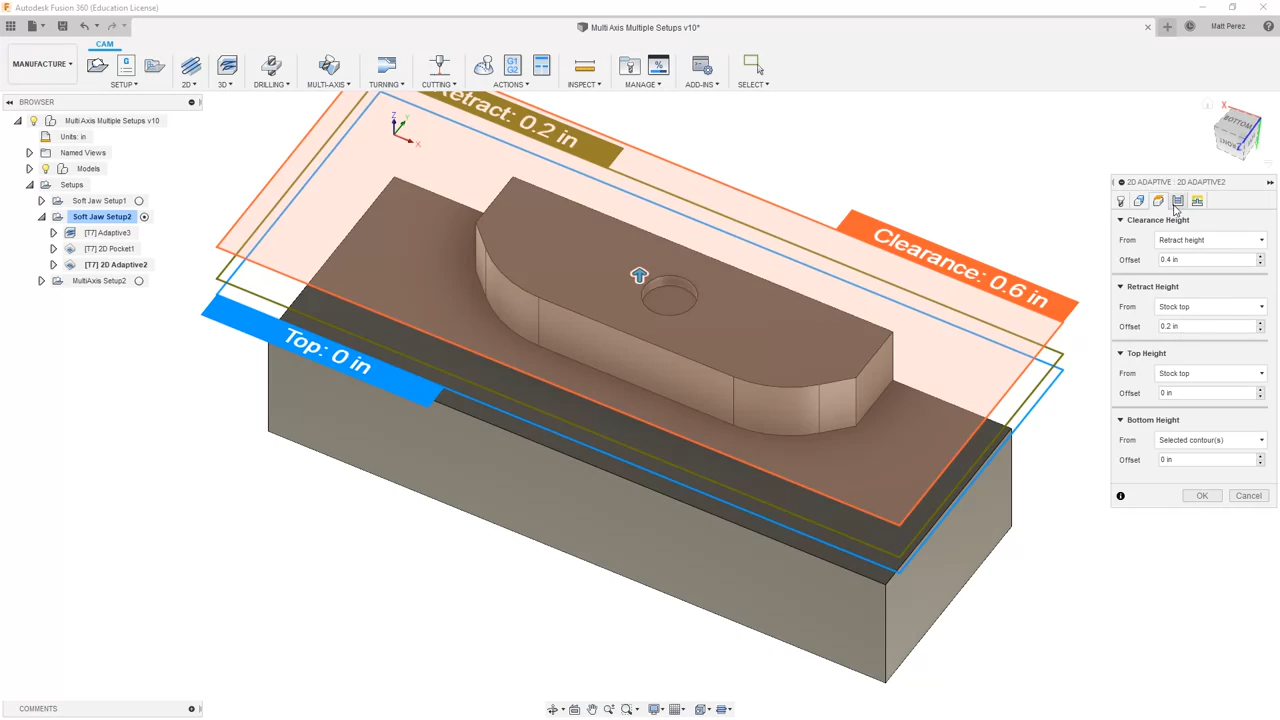 Autodesk Fusion 360 (Education License)
Multi Axis Multiple Setups v10*
Matt Perez
CAM
MANUFACTURE
SETUP
2D
3D
DRILLING
MULTI-AXIS
TURNING
CUTTING
ACTIONS
INSPECT
MANAGE
ADD-INS
SELECT
G
G1
G2
BROWSER
Multi Axis Multiple Setups v10
Units: in
Named Views
Models
Setups
Soft Jaw Setup1
Soft Jaw Setup2
[T7] Adaptive3
[T7] 2D Pocket1
[T7] 2D Adaptive2
MultiAxis Setup2
Retract: 0.2 in
Clearance: 0.6 in
Top: 0 in
Z
Y
X
X
BOTTOM
FRONT
Z
2D ADAPTIVE : 2D ADAPTIVE2
Clearance Height
From Retract height
Offset 0.4 in
Retract Height
From Stock top
Offset 0.2 in
Top Height
From Stock top
Offset 0 in
Bottom Height
From Selected contour(s)
Offset 0 in
OK Cancel
COMMENTS